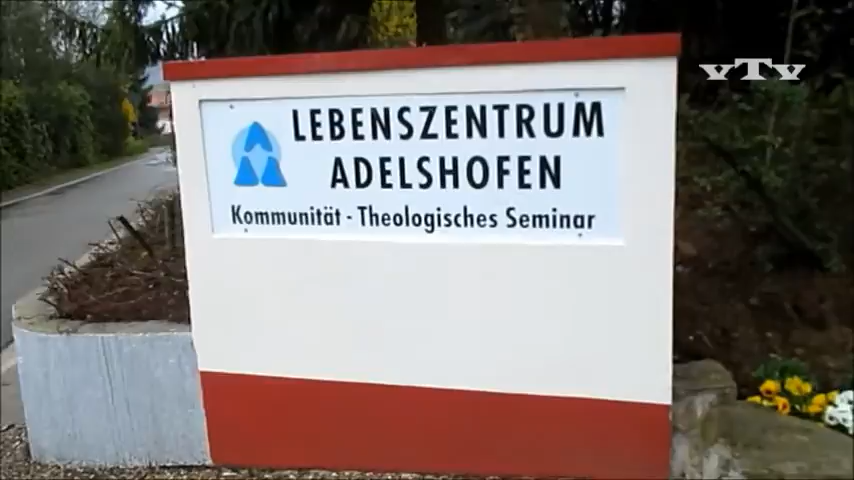 VTV
LEBENSZENTRUM
ADELSHOFEN
Kommunität - Theologisches Seminar